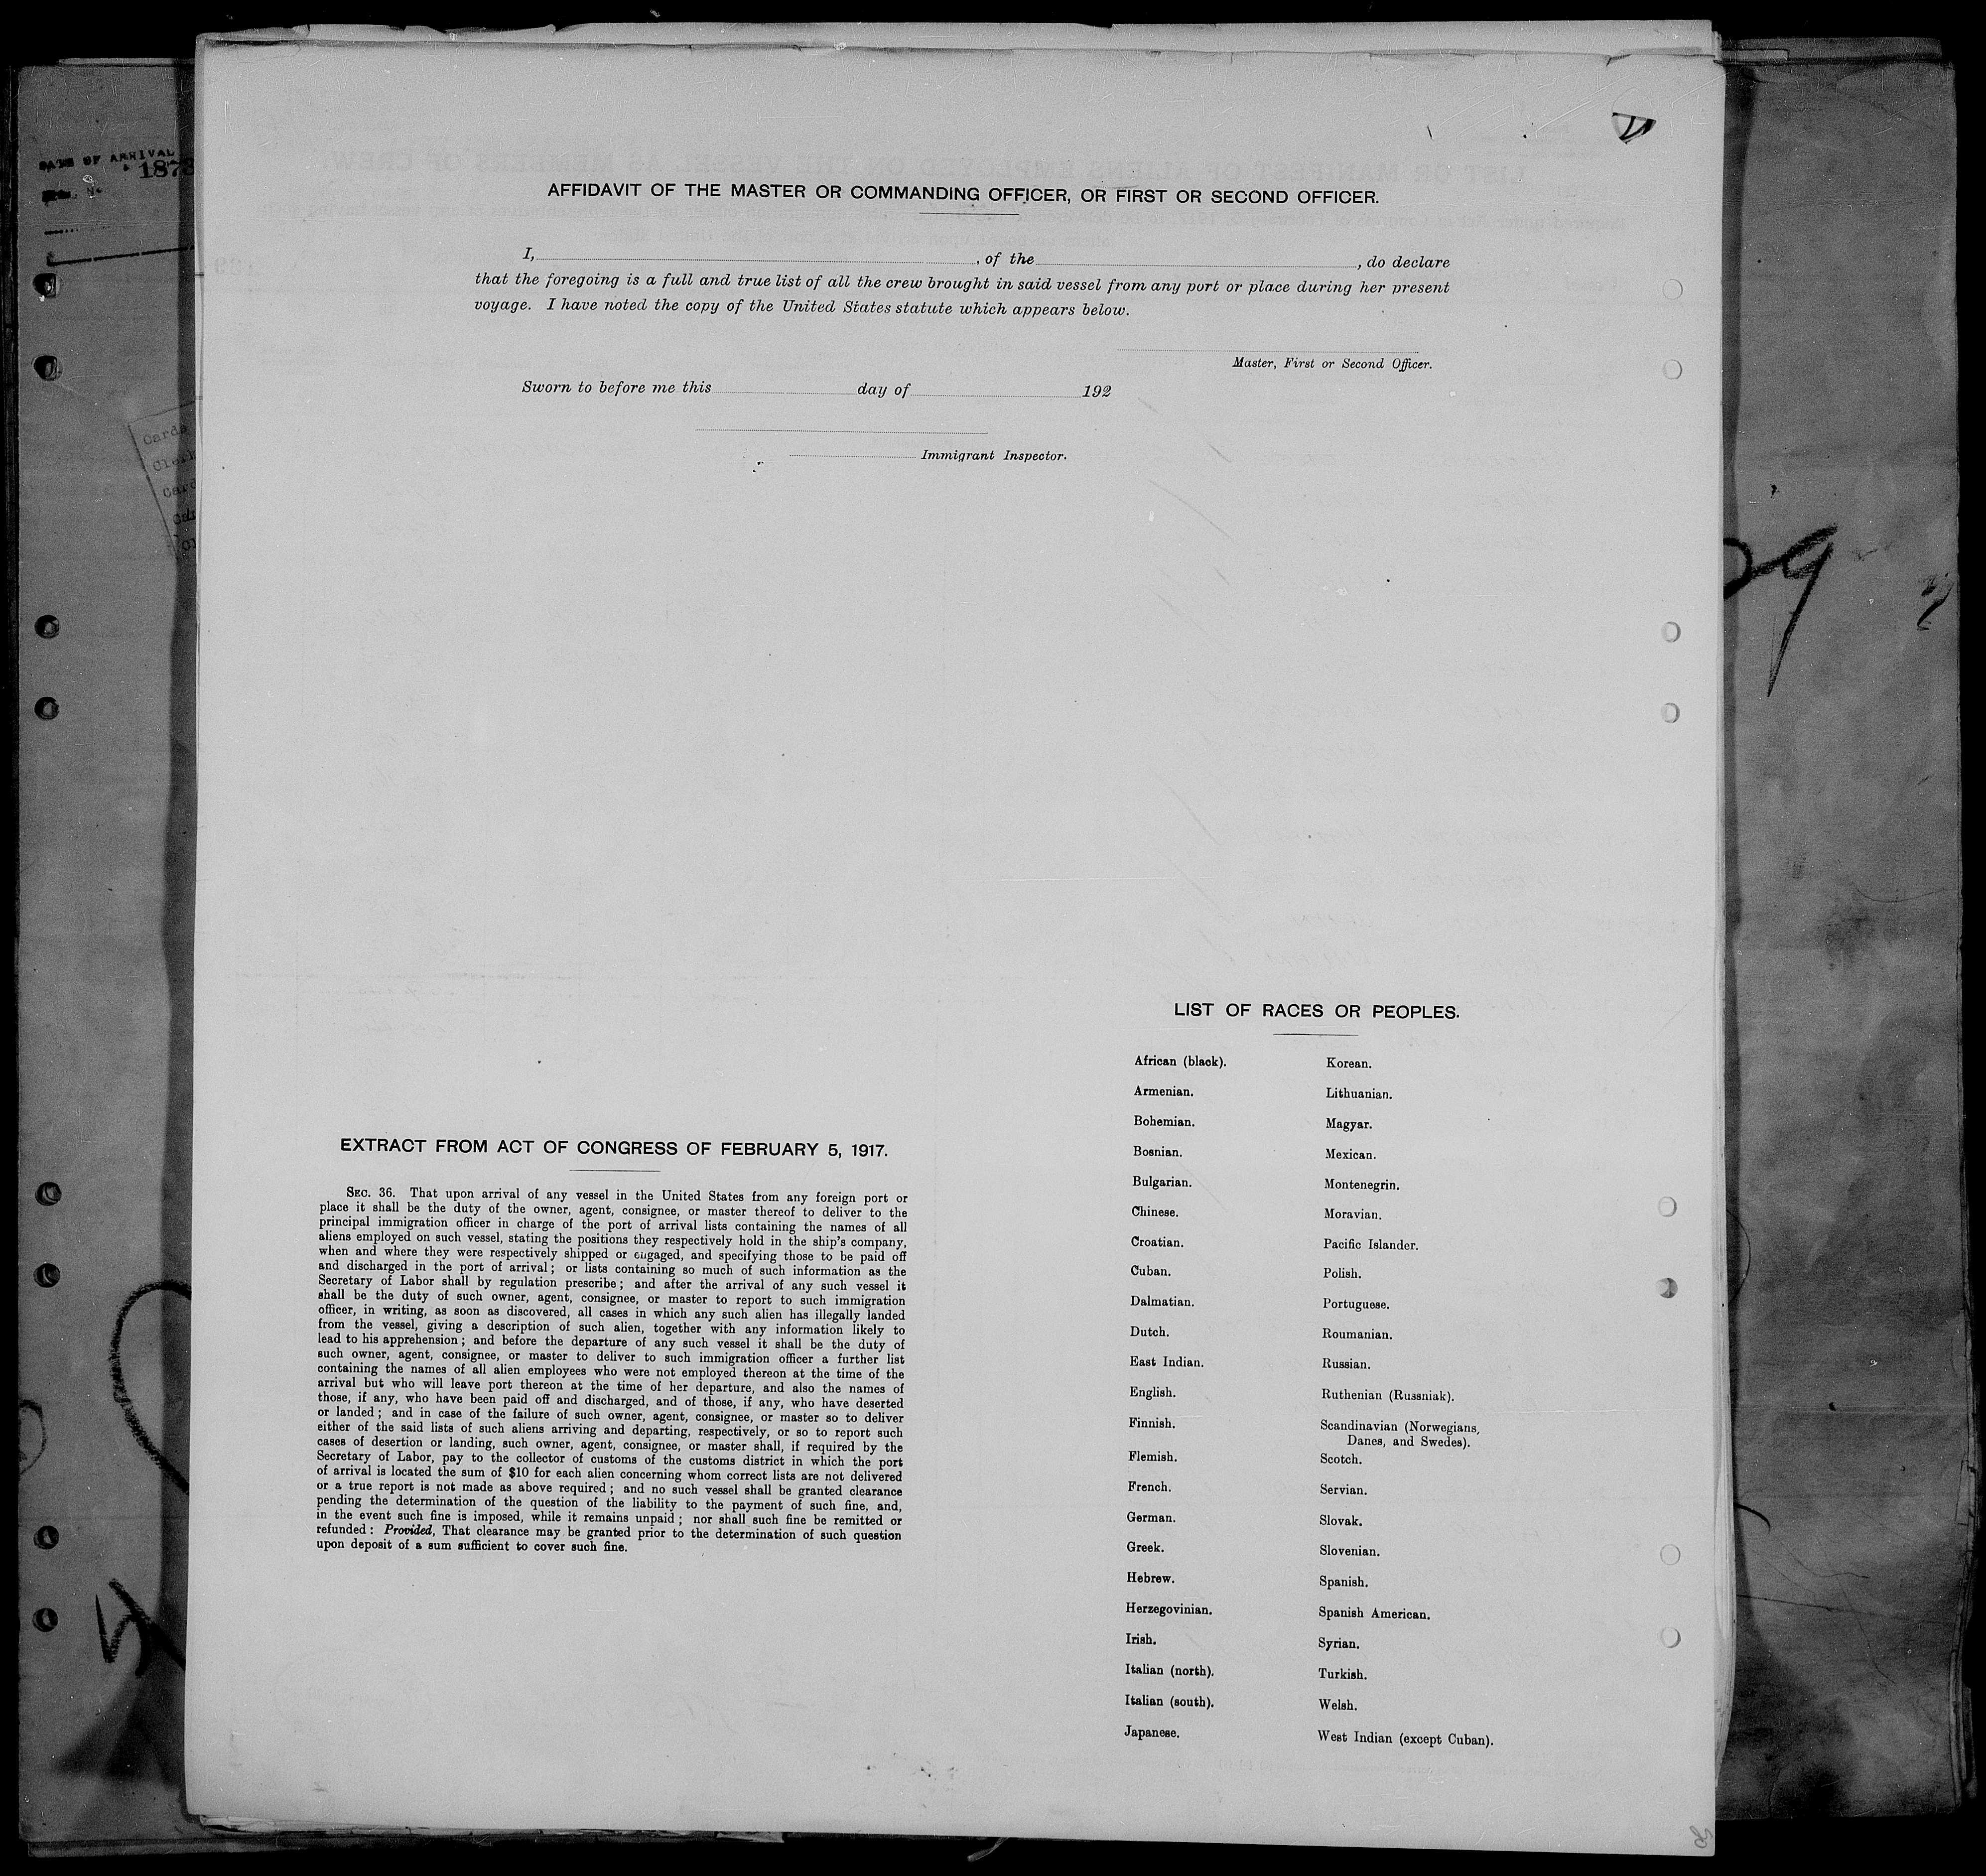 DATE OF ARRIVAL
1873
AFFIDAVIT OF THE MASTER OR COMMANDING OFFICER, OR FIRST OR SECOND OFFICER.
I, , of the , do declare
that the foregoing is a full and true list of all the crew brought in said vessel from any port or place during her present
voyage. I have noted the copy of the United States statute which appears below.
Master, First or Second Officer.
Sworn to before me this day of 192
Immigrant Inspector.
Cards
EXTRACT FROM ACT OF CONGRESS OF FEBRUARY 5, 1917.
SEC. 36. That upon arrival of any vessel in the United States from any foreign port or
place it shall be the duty of the owner, agent, consignee, or master thereof to deliver to the
principal immigration officer in charge of the port of arrival lists containing the names of all
aliens employed on such vessel, stating the positions they respectively hold in the ship's company,
when and where they were respectively shipped or engaged, and specifying those to be paid off
and discharged in the port of arrival; or lists containing so much of such information as the
Secretary of Labor shall by regulation prescribe; and after the arrival of any such vessel it
shall be the duty of such owner, agent, consignee, or master to report to such immigration
officer, in writing, as soon as discovered, all cases in which any such alien has illegally landed
from the vessel, giving a description of such alien, together with any information likely to
lead to his apprehension; and before the departure of any such vessel it shall be the duty of
such owner, agent, consignee, or master to deliver to such immigration officer a further list
containing the names of all alien employees who were not employed thereon at the time of the
arrival but who will leave port thereon at the time of her departure, and also the names of
those, if any, who have been paid off and discharged, and of those, if any, who have deserted
or landed; and in case of the failure of such owner, agent, consignee, or master so to deliver
either of the said lists of such aliens arriving and departing, respectively, or so to report such
cases of desertion or landing, such owner, agent, consignee, or master shall, if required by the
Secretary of Labor, pay to the collector of customs of the customs district in which the port
of arrival is located the sum of $10 for each alien concerning whom correct lists are not delivered
or a true report is not made as above required; and no such vessel shall be granted clearance
pending the determination of the question of the liability to the payment of such fine, and,
in the event such fine is imposed, while it remains unpaid; nor shall such fine be remitted or
refunded: Provided, That clearance may be granted prior to the determination of such question
upon deposit of a sum sufficient to cover such fine.
LIST OF RACES OR PEOPLES.
African (black).
Armenian.
Bohemian.
Bosnian.
Bulgarian.
Chinese.
Croatian.
Cuban.
Dalmatian.
Dutch.
East Indian.
English.
Finnish.
Flemish.
French.
German.
Greek.
Hebrew.
Herzegovinian.
Irish.
Italian (north).
Italian (south).
Japanese.
Korean.
Lithuanian.
Magyar.
Mexican.
Montenegrin.
Moravian.
Pacific Islander.
Polish.
Portuguese.
Roumanian.
Russian.
Ruthenian (Russniak).
Scandinavian (Norwegians,
Danes, and Swedes).
Scotch.
Servian.
Slovak.
Slovenian.
Spanish.
Spanish American.
Syrian.
Turkish.
Welsh.
West Indian (except Cuban).